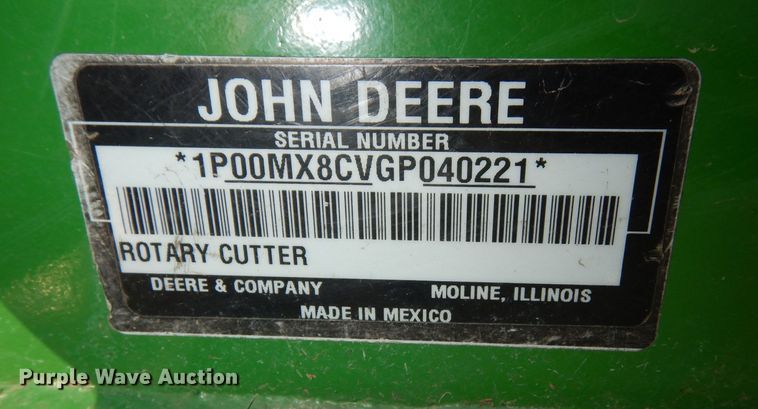 JOHN DEERE
SERIAL NUMBER
*1P00MX8CVGP040221*
ROTARY CUTTER
DEERE & COMPANY MOLINE, ILLINOIS
MADE IN MEXICO
Purple Wave Auction